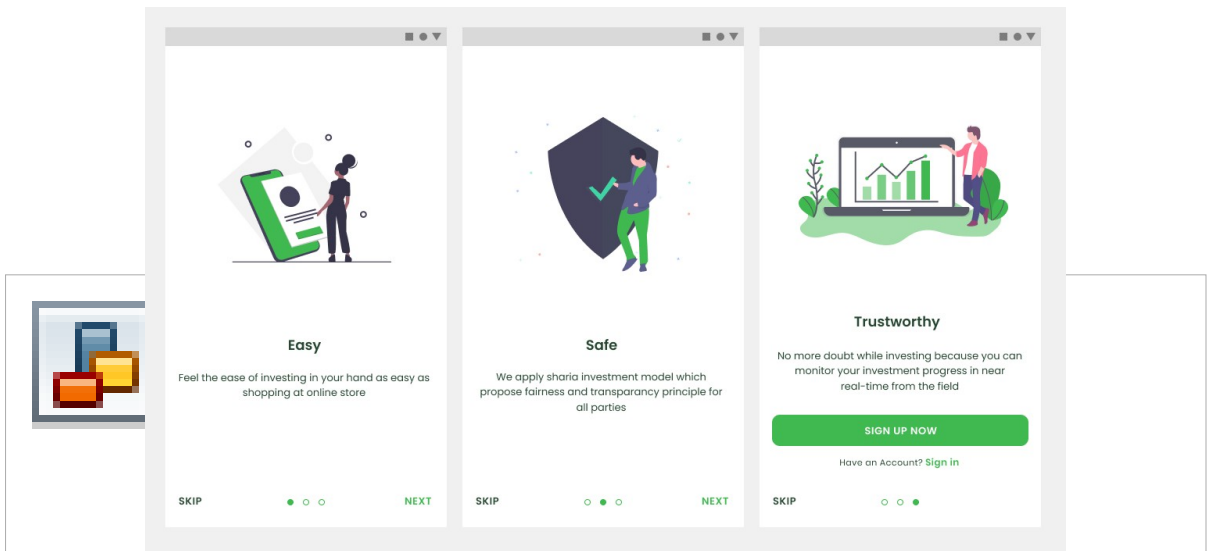 Easy
Feel the ease of investing in your hand as easy as
shopping at online store
SKIP
NEXT
Safe
We apply sharia investment model which
propose fairness and transparancy principle for
all parties
SKIP
NEXT
Trustworthy
No more doubt while investing because you can
monitor your investment progress in near
real-time from the field
SIGN UP NOW
Have an Account? Sign in
SKIP